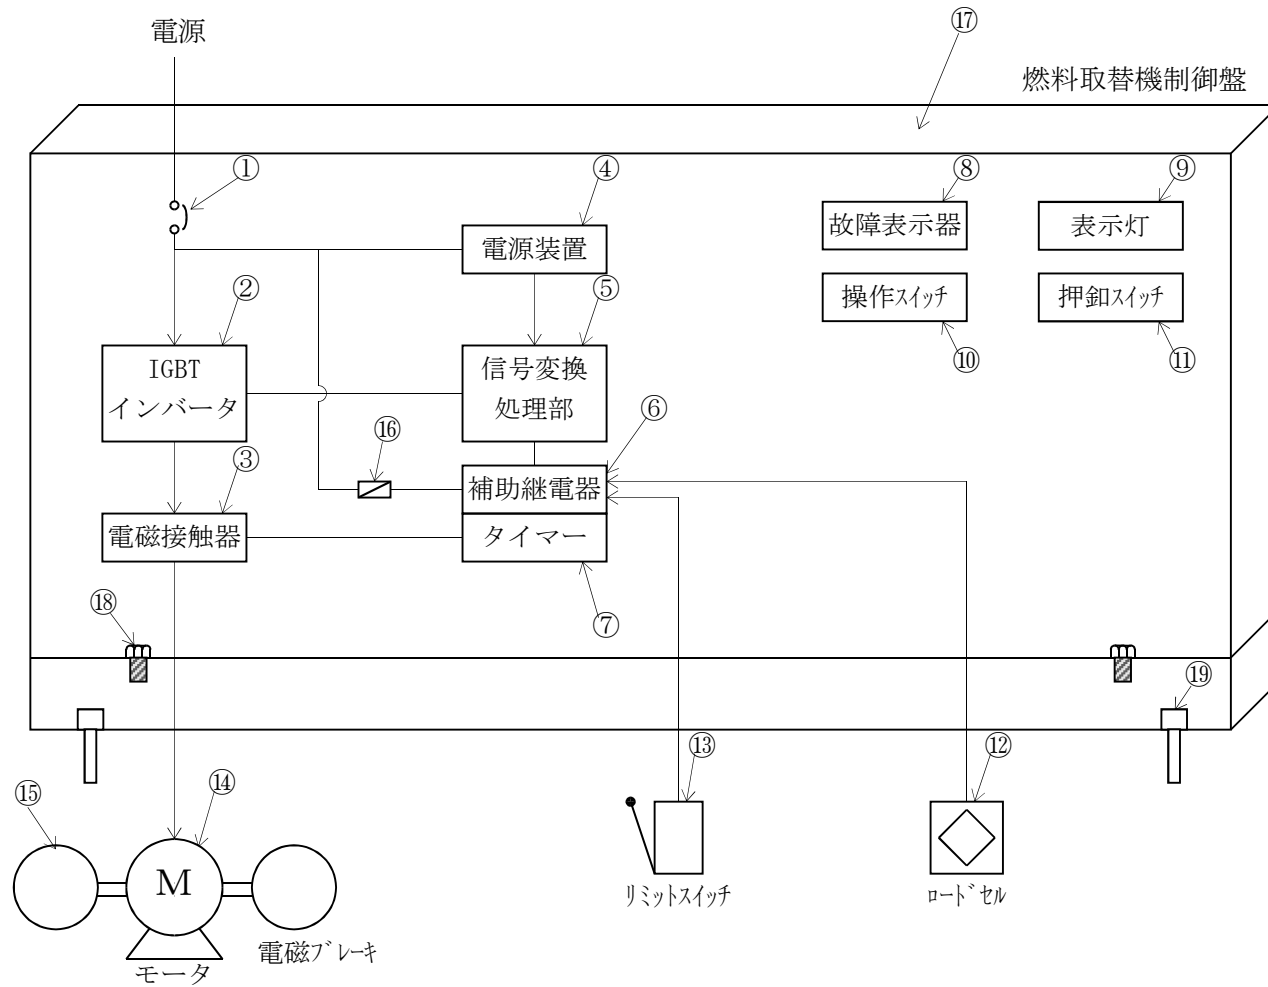 電源
⑰
燃料取替機制御盤
①
④
⑧
⑨
故障表示器
表示灯
電源装置
②
⑤
操作スイッチ
押釦スイッチ
⑩
⑪
IGBT
インバータ
信号変換
処理部
⑥
⑯
③
補助継電器
電磁接触器
タイマー
⑦
⑱
⑲
⑬
⑫
⑮
⑭
M
リミットスイッチ
ロードセル
電磁ブレーキ
モータ